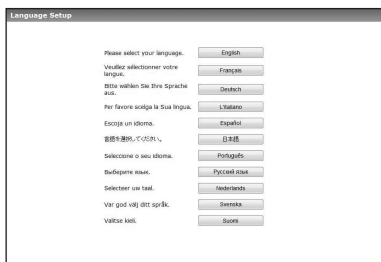 Language Setup
Please select your language.
English
Veuillez sélectionner votre
langue.
Français
Bitte wählen Sie Ihre Sprache
aus.
Deutsch
Per favore scelga la Sua lingua.
L'Italiano
Escoja un idioma.
Español
言語を選択してください。
日本語
Seleccione o seu idioma.
Português
Выберите язык.
Русский язык
Selecteer uw taal.
Nederlands
Var god välj ditt språk.
Svenska
Valitse kieli.
Suomi